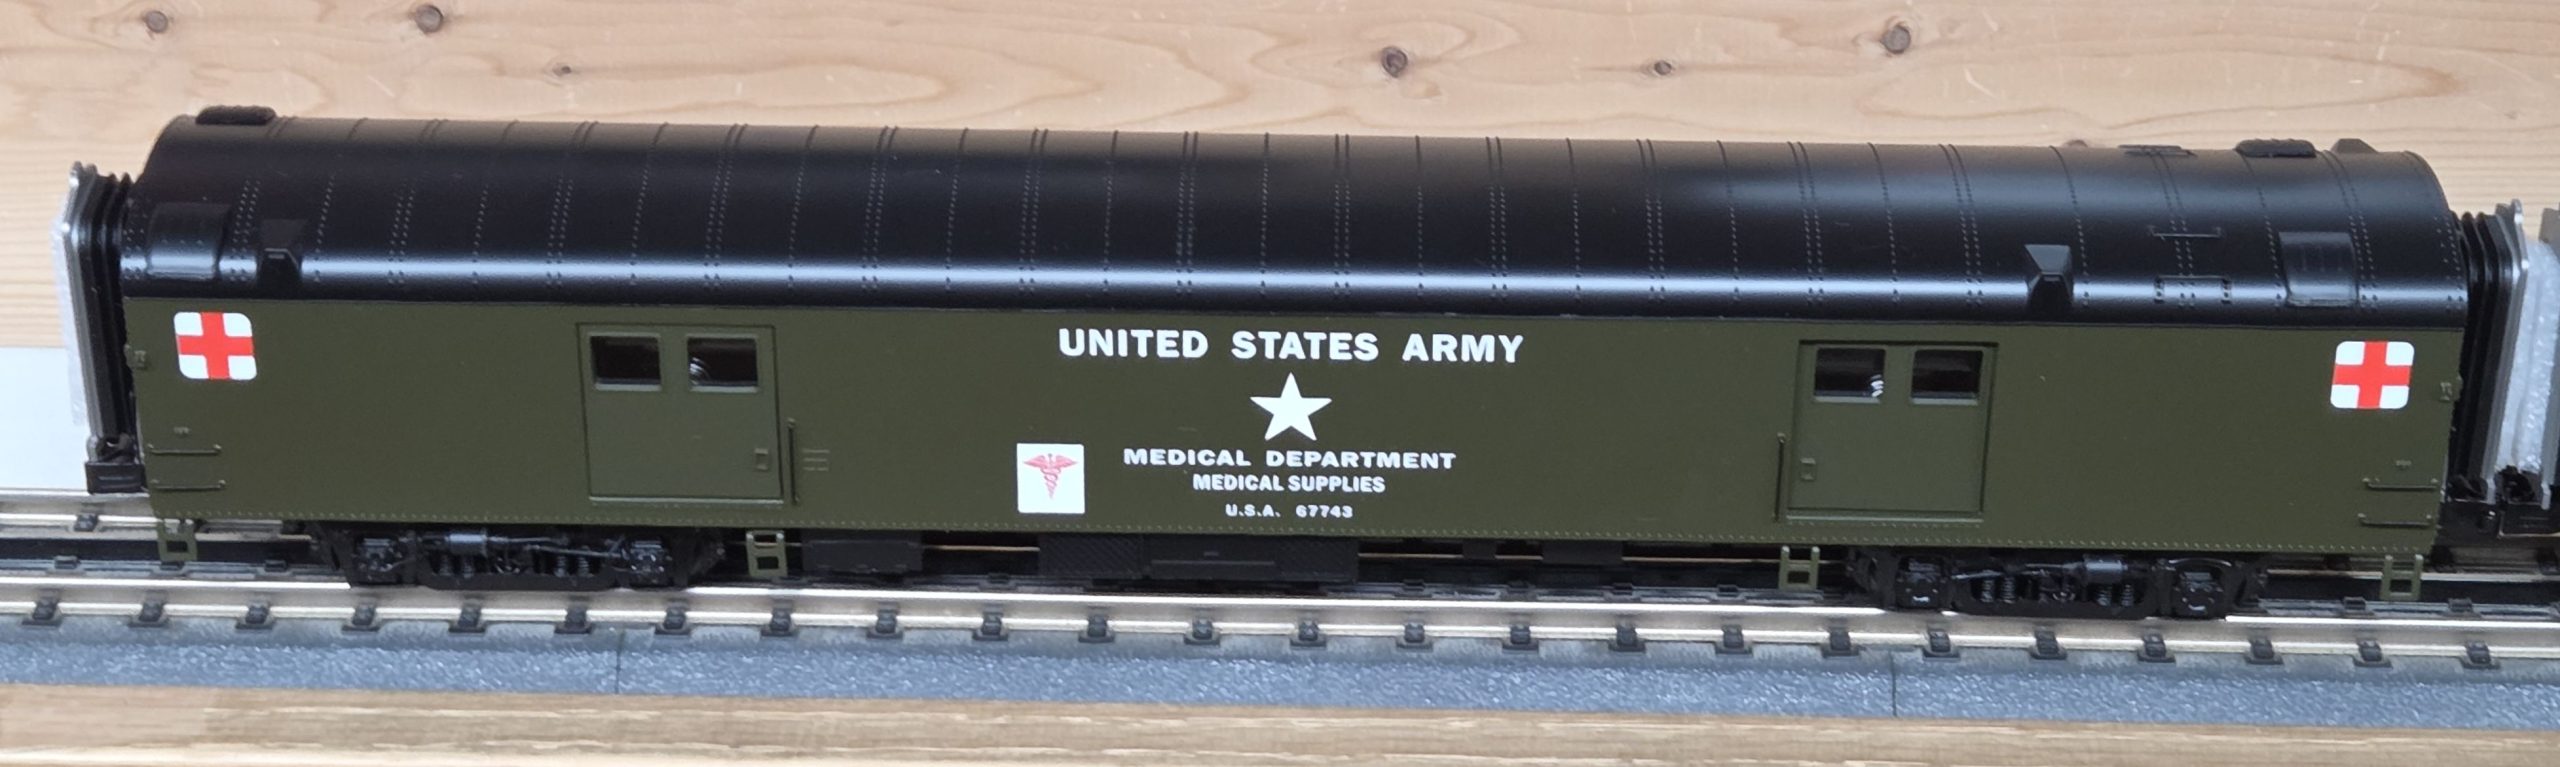 UNITED STATES ARMY
MEDICAL DEPARTMENT
MEDICAL SUPPLIES
U.S.A. 67743